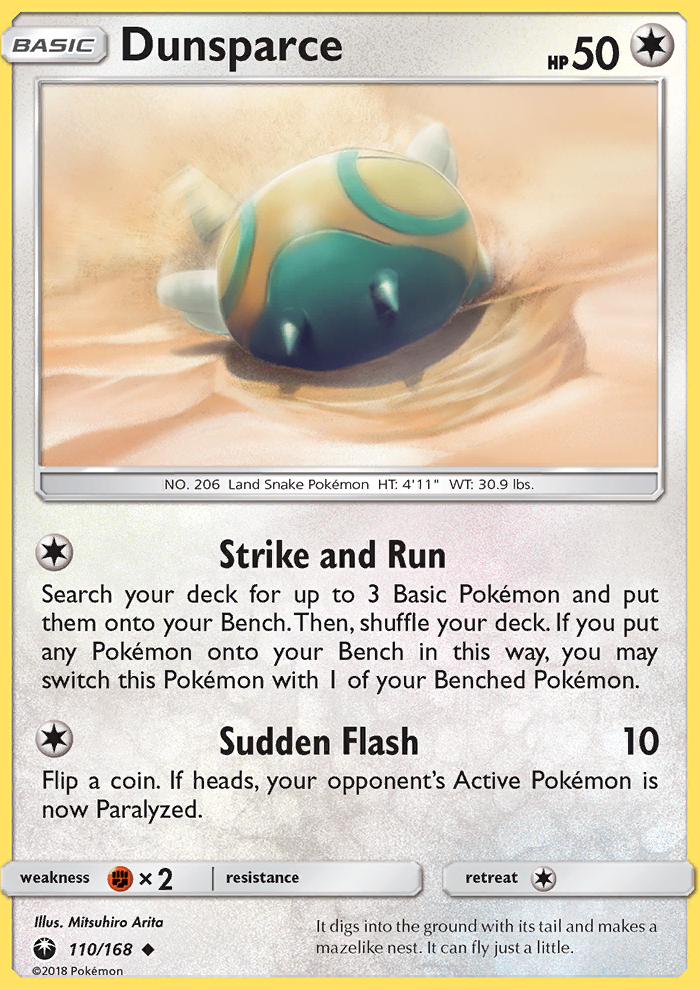 BASIC Dunsparce HP 50
NO. 206 Land Snake Pokémon HT: 4'11" WT: 30.9 lbs.
Strike and Run
Search your deck for up to 3 Basic Pokémon and put
them onto your Bench. Then, shuffle your deck. If you put
any Pokémon onto your Bench in this way, you may
switch this Pokémon with 1 of your Benched Pokémon.
Sudden Flash 10
Flip a coin. If heads, your opponent's Active Pokémon is
now Paralyzed.
weakness × 2 resistance retreat
Illus. Mitsuhiro Arita
110/168
©2018 Pokémon
It digs into the ground with its tail and makes a
mazelike nest. It can fly just a little.